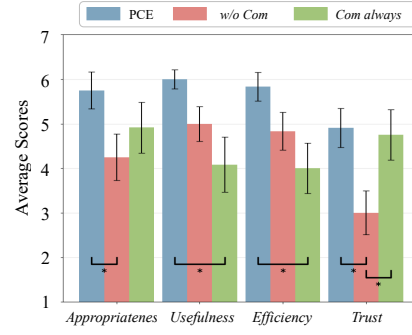 PCE w/o Com Com always
Average Scores
7
6
5
4
3
2
1
* * * * *
Appropriatenes Usefulness Efficiency Trust